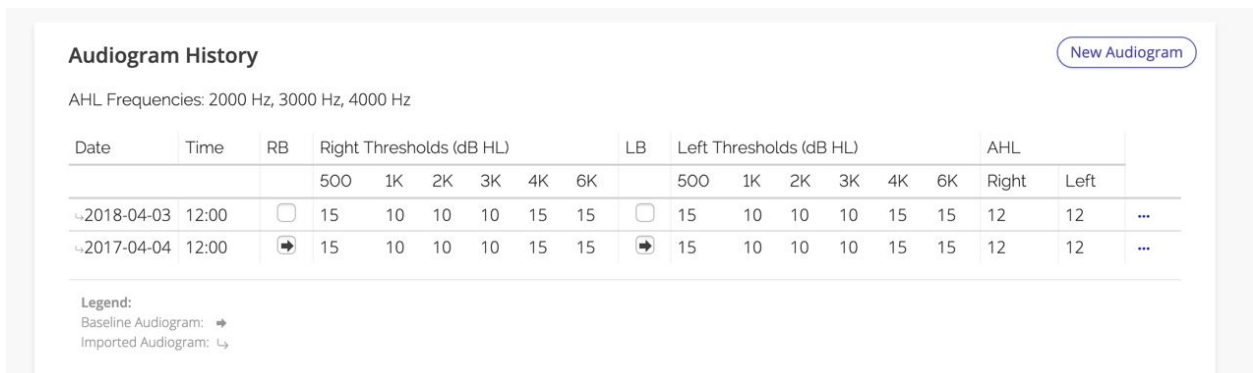 Audiogram History
New Audiogram
AHL Frequencies: 2000 Hz, 3000 Hz, 4000 Hz
Date Time RB Right Thresholds (dB HL) LB Left Thresholds (dB HL) AHL
500 1K 2K 3K 4K 6K 500 1K 2K 3K 4K 6K Right Left
↳2018-04-03 12:00 15 10 10 10 15 15 15 10 10 10 15 15 12 12 ...
↳2017-04-04 12:00 ➡ 15 10 10 10 15 15 ➡ 15 10 10 10 15 15 12 12 ...
Legend:
Baseline Audiogram: ➡
Imported Audiogram: ↳